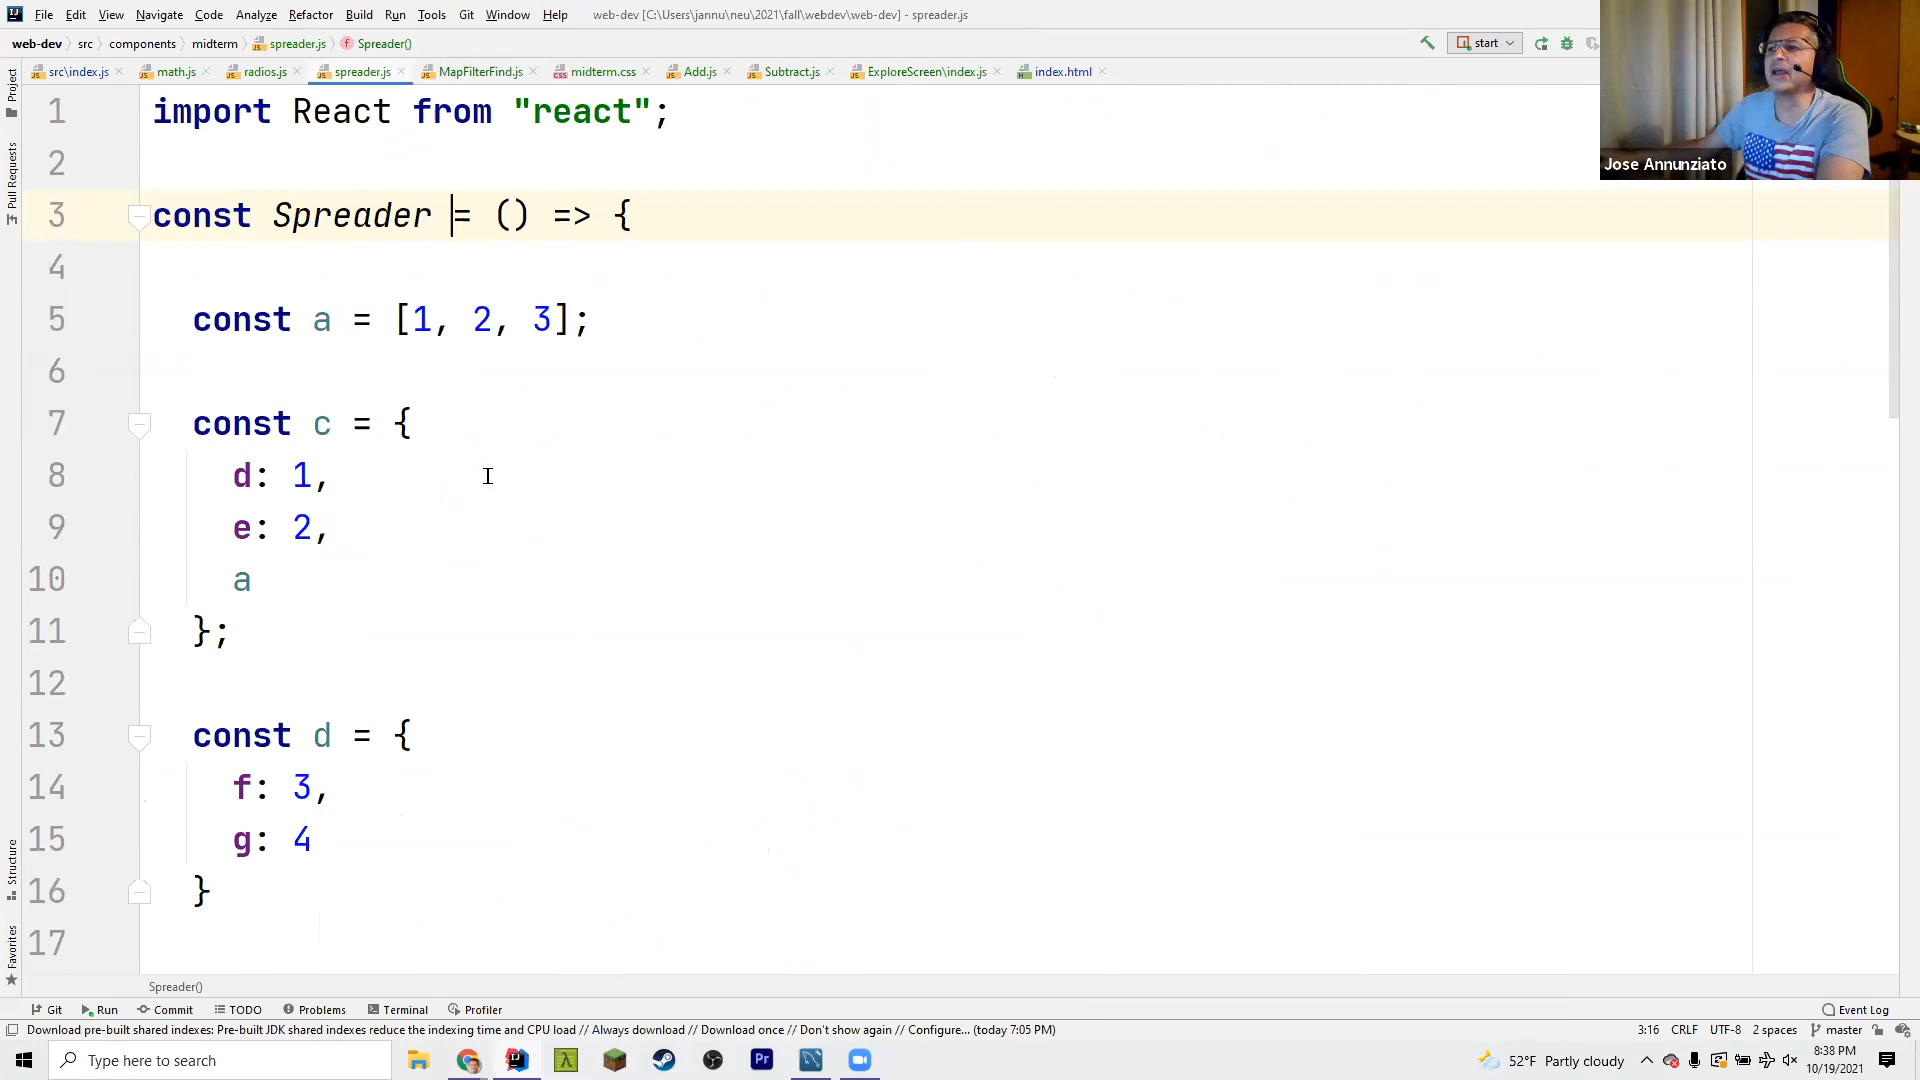 File Edit View Navigate Code Analyze Refactor Build Run Tools Git Window Help web-dev [C:\Users\jannu\neu\2021\fall\webdev\web-dev] - spreader.js
web-dev src components midterm spreader.js Spreader() start
src\index.js math.js radios.js spreader.js MapFilterFind.js midterm.css Add.js Subtract.js ExploreScreen\index.js index.html
Project
Pull Requests
Structure
Favorites
Jose Annunziato
1 import React from "react";
2
3 const Spreader = () => {
4
5 const a = [1, 2, 3];
6
7 const c = {
8 d: 1,
9 e: 2,
10 a
11 };
12
13 const d = {
14 f: 3,
15 g: 4
16 }
17
Spreader()
Git Run Commit TODO Problems Terminal Profiler Event Log
Download pre-built shared indexes: Pre-built JDK shared indexes reduce the indexing time and CPU load // Always download // Download once // Don't show again // Configure... (today 7:05 PM) 3:16 CRLF UTF-8 2 spaces master
Type here to search 52°F Partly cloudy 8:38 PM
10/19/2021